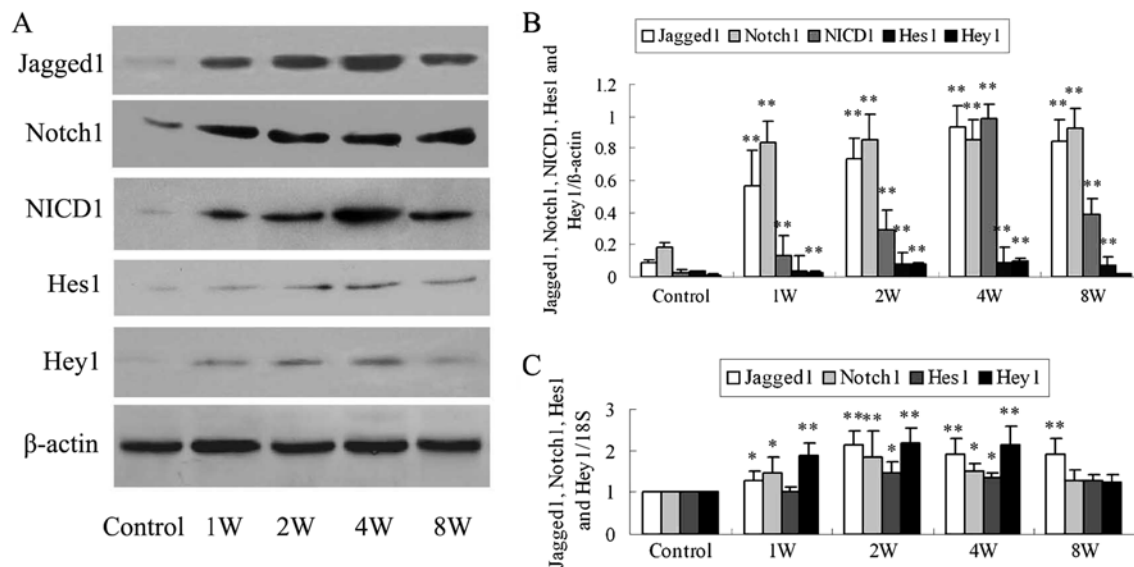 A
Jagged1
Notch1
NICD1
Hes1
Hey1
β-actin
Control 1W 2W 4W 8W
B
Jagged1 Notch1 NICD1 Hes1 Hey1
Jagged1, Notch1, NICD1, Hes1 and
Hey1/β-actin
1.2
1
0.8
0.6
0.4
0.2
0
** ** ** **
** ** ** ** **
** ** ** ** **
** ** ** **
Control 1W 2W 4W 8W
C
Jagged1 Notch1 Hes1 Hey1
Jagged1, Notch1, Hes1
and Hey1/18S
3
2
1
0
* * **
** ** * **
** * * **
**
Control 1W 2W 4W 8W